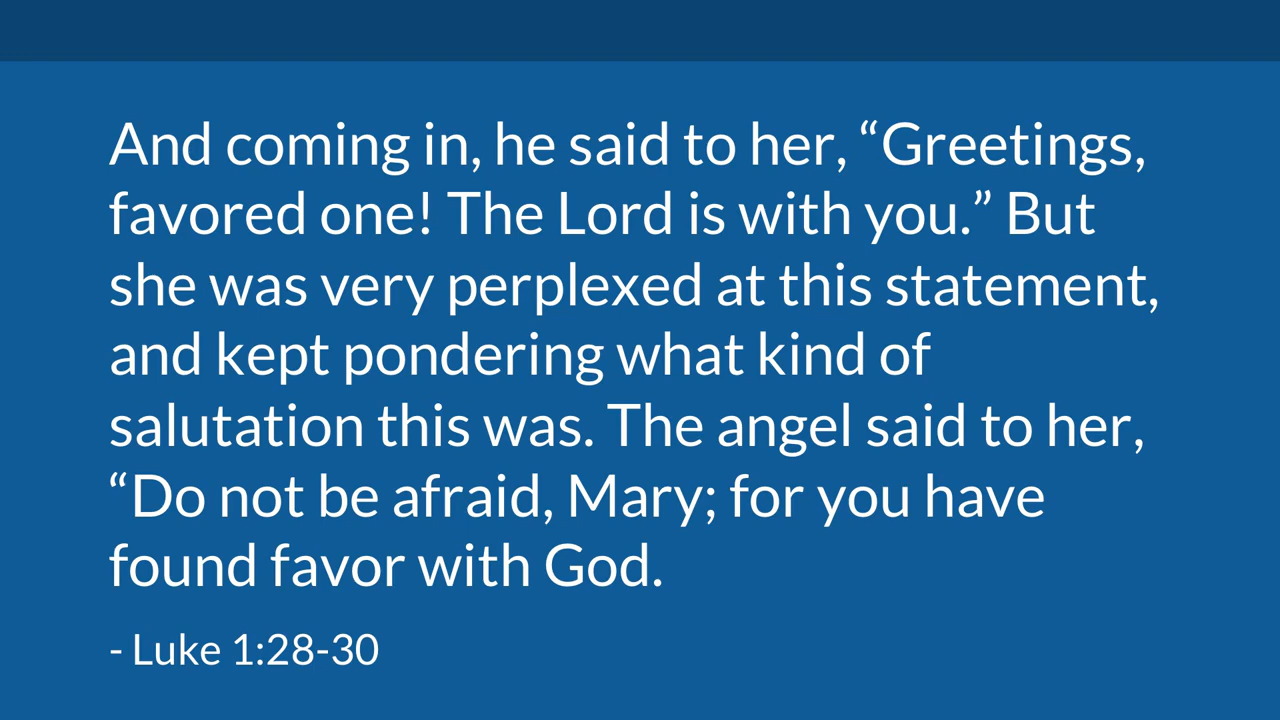 And coming in, he said to her, “Greetings,
favored one! The Lord is with you.” But
she was very perplexed at this statement,
and kept pondering what kind of
salutation this was. The angel said to her,
“Do not be afraid, Mary; for you have
found favor with God.
- Luke 1:28-30